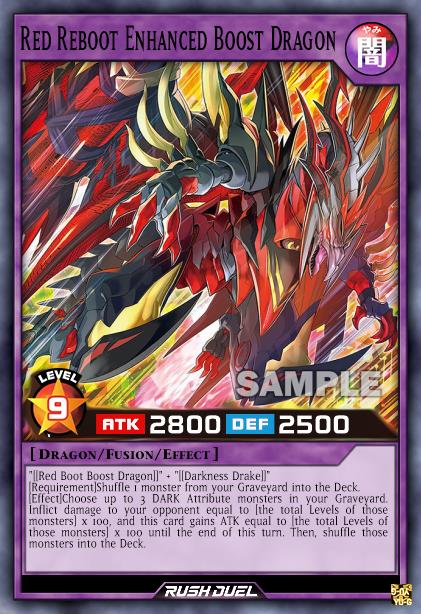 RED REBOOT ENHANCED BOOST DRAGON
やみ
闇
SAMPLE
LEVEL
9
ATK 2800 DEF 2500
[ DRAGON/FUSION/EFFECT ]
"[[Red Boot Boost Dragon]]" + "[[Darkness Drake]]"
[Requirement]Shuffle 1 monster from your Graveyard into the Deck.
[Effect]Choose up to 3 DARK Attribute monsters in your Graveyard.
Inflict damage to your opponent equal to [the total Levels of those
monsters] x 100, and this card gains ATK equal to [the total Levels of
those monsters] x 100 until the end of this turn. Then, shuffle those
monsters into the Deck.
RUSH DUEL